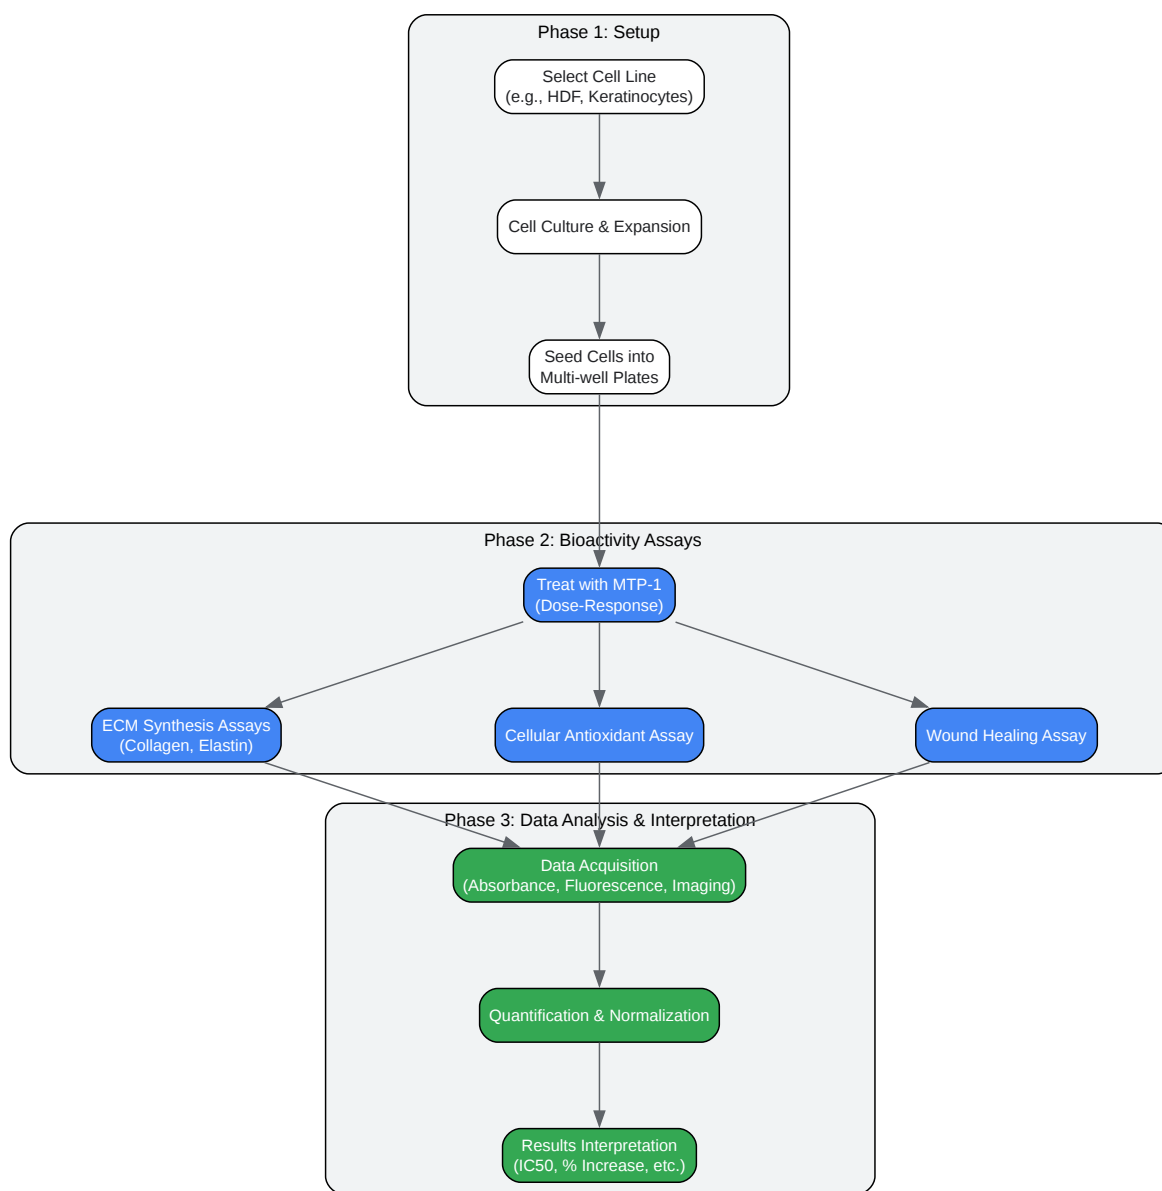 Phase 1: Setup
Select Cell Line
(e.g., HDF, Keratinocytes)
Cell Culture & Expansion
Seed Cells into
Multi-well Plates
Phase 2: Bioactivity Assays
Treat with MTP-1
(Dose-Response)
ECM Synthesis Assays
(Collagen, Elastin)
Cellular Antioxidant Assay
Wound Healing Assay
Phase 3: Data Analysis & Interpretation
Data Acquisition
(Absorbance, Fluorescence, Imaging)
Quantification & Normalization
Results Interpretation
(IC50, % Increase, etc.)